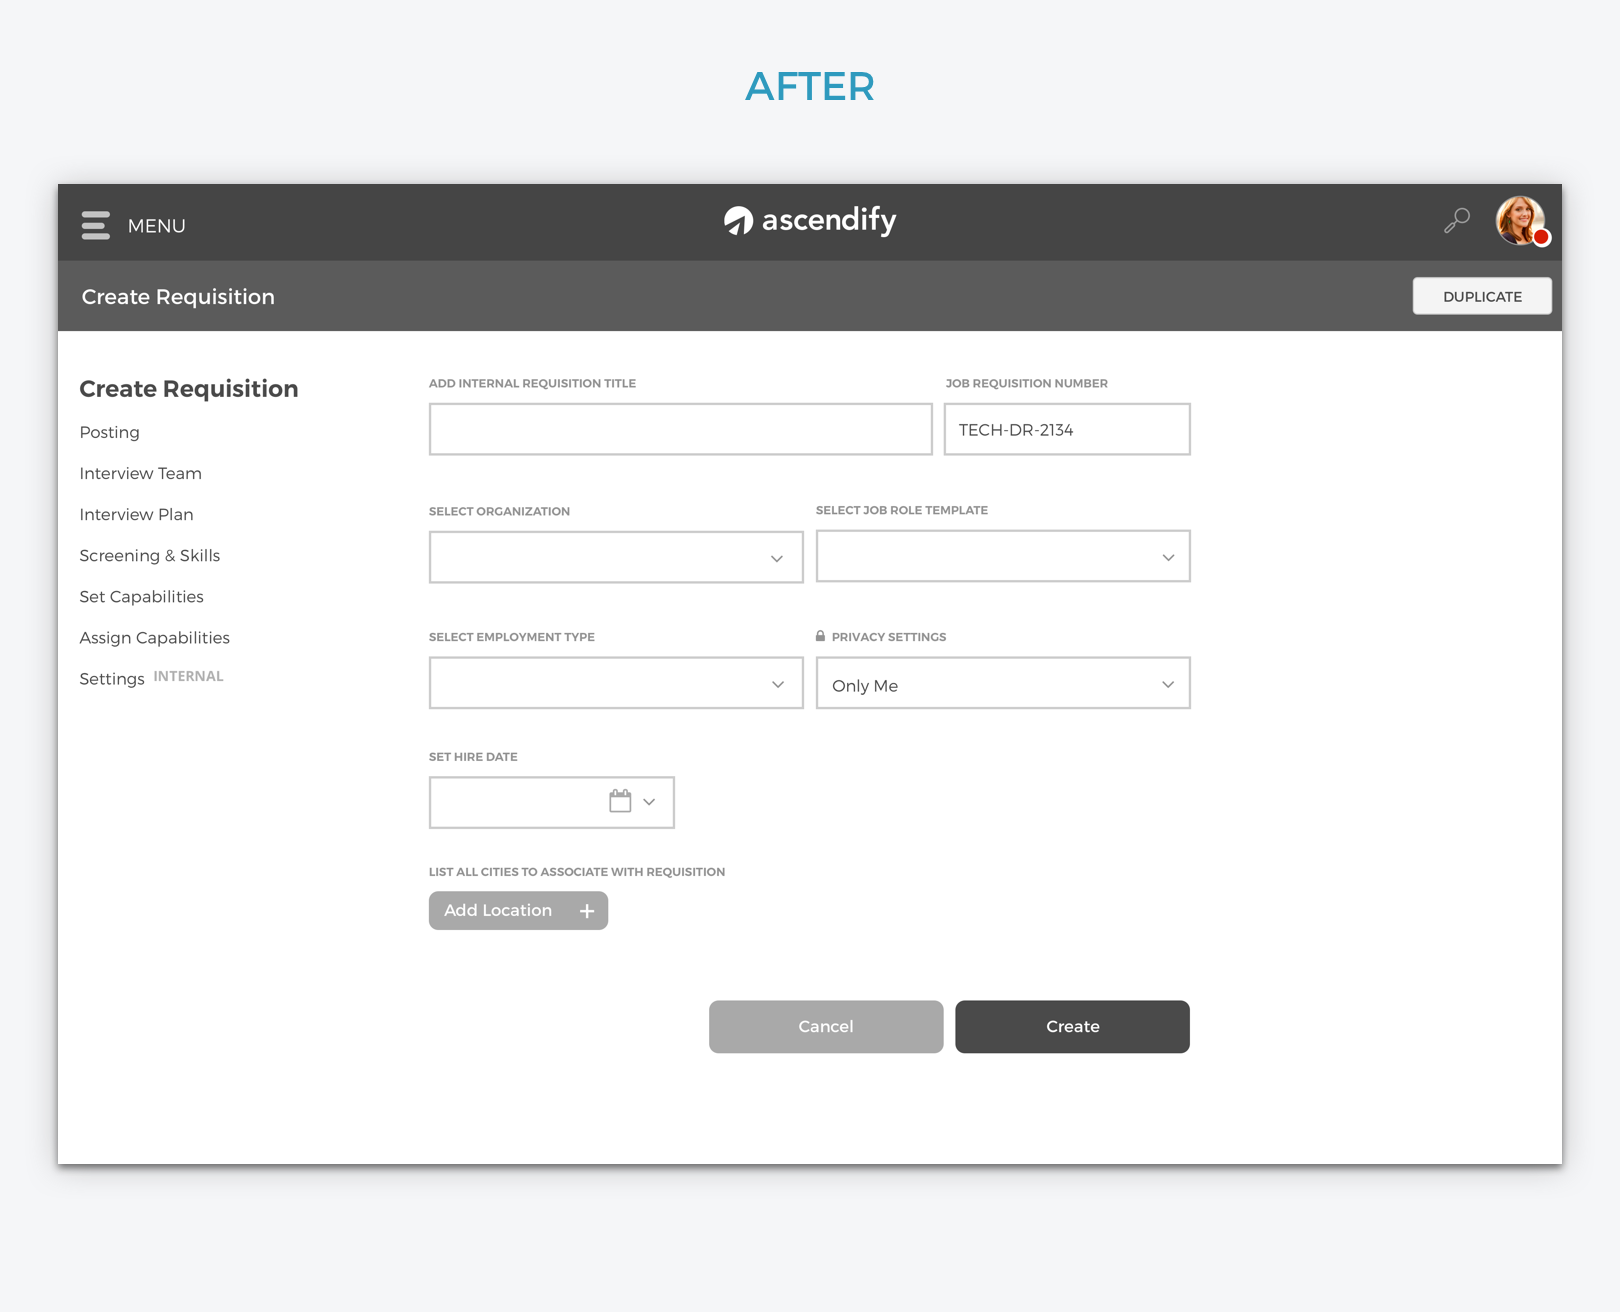 AFTER
MENU
ascendify
Create Requisition
DUPLICATE
Create Requisition
Posting
Interview Team
Interview Plan
Screening & Skills
Set Capabilities
Assign Capabilities
Settings INTERNAL
ADD INTERNAL REQUISITION TITLE
JOB REQUISITION NUMBER
TECH-DR-2134
SELECT ORGANIZATION
SELECT JOB ROLE TEMPLATE
SELECT EMPLOYMENT TYPE
PRIVACY SETTINGS
Only Me
SET HIRE DATE
LIST ALL CITIES TO ASSOCIATE WITH REQUISITION
Add Location +
Cancel
Create